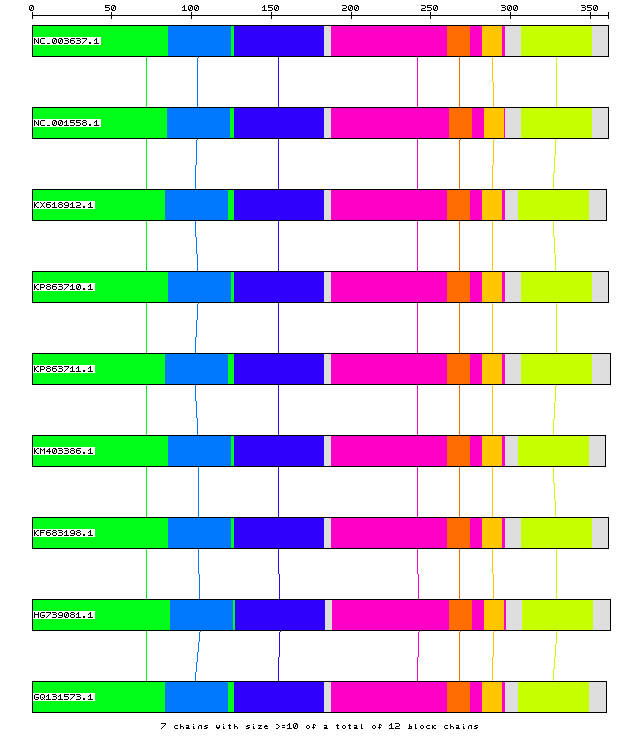 0 50 100 150 200 250 300 350
NC_003637.1
NC_001558.1
KX618912.1
KP863710.1
KP863711.1
KM403386.1
KF683198.1
HG739081.1
GQ131573.1
7 chains with size >=10 of a total of 12 block chains